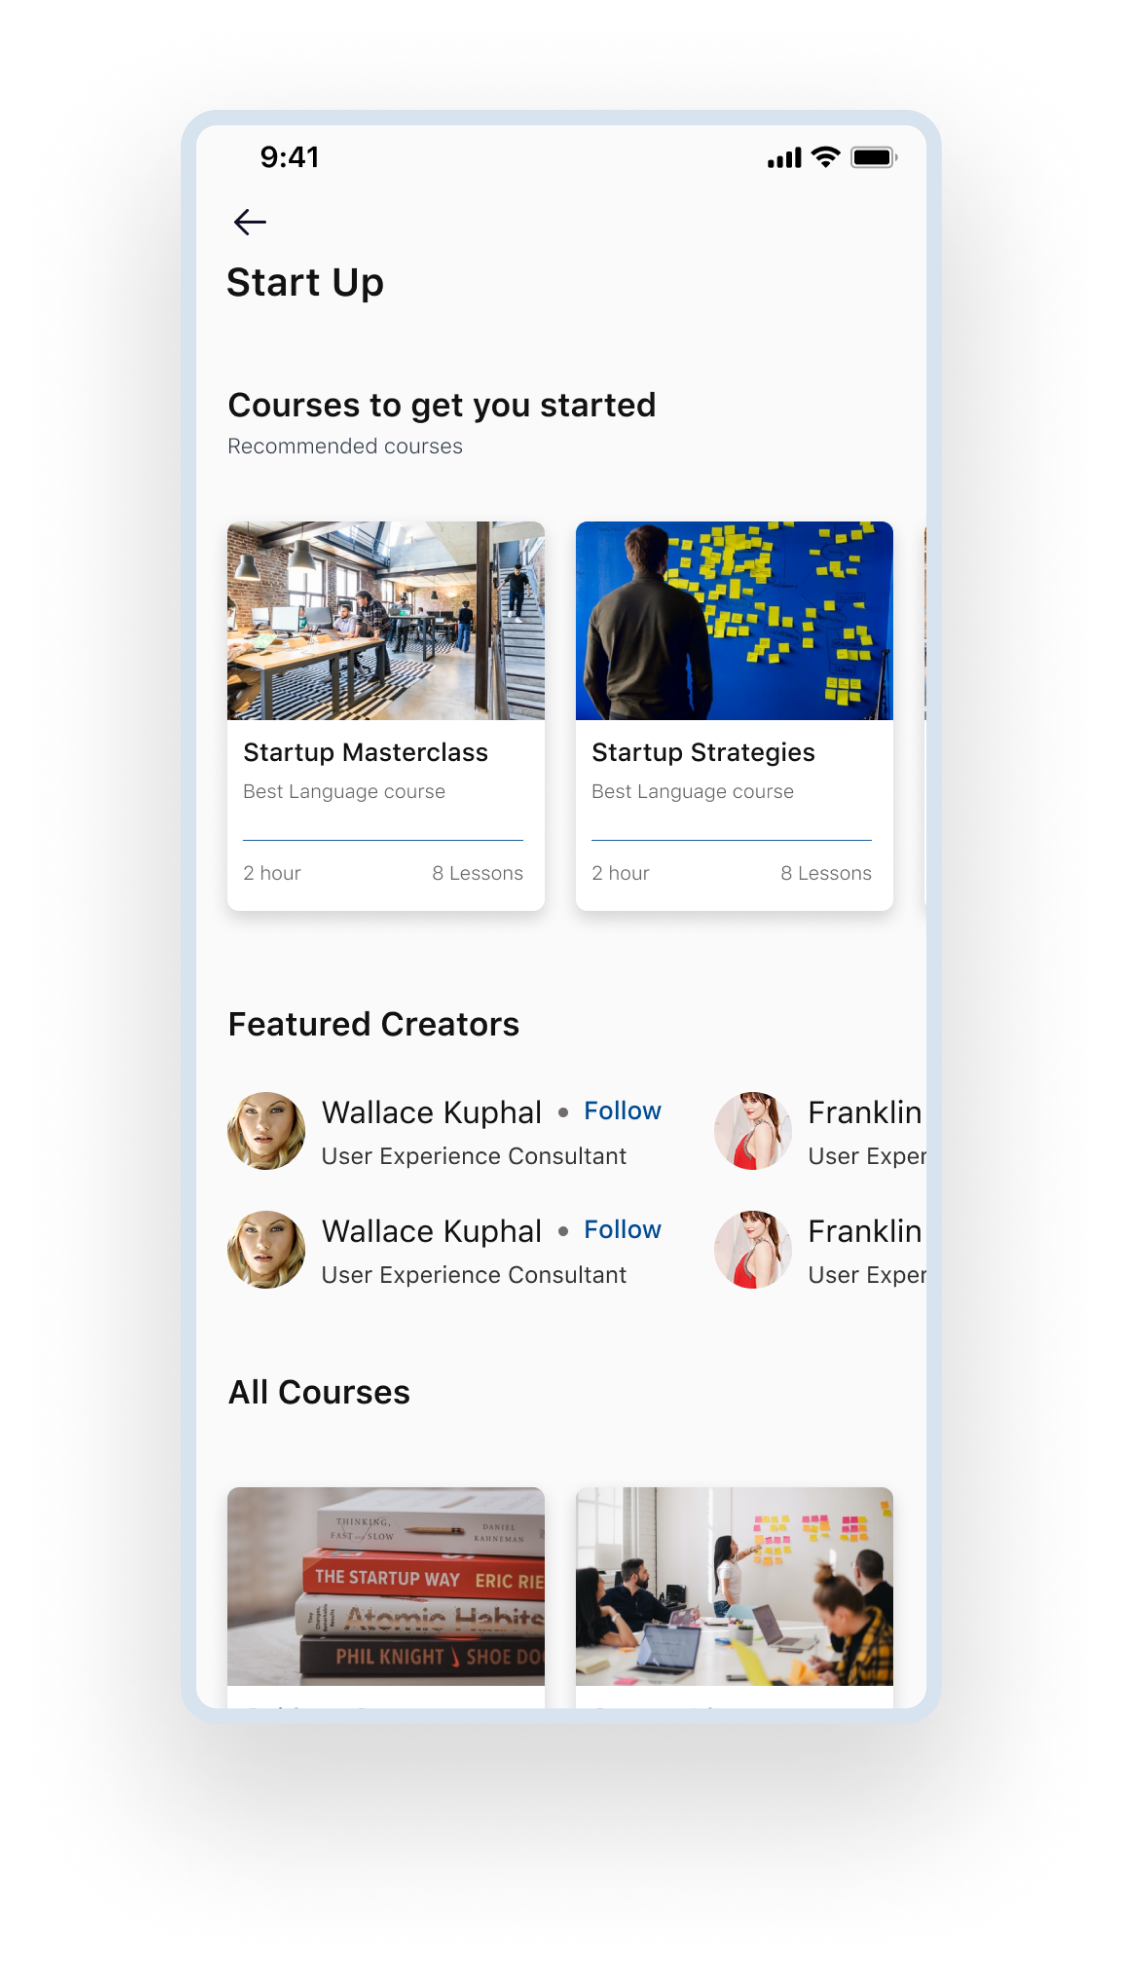 9:41
Start Up
Courses to get you started
Recommended courses
Startup Masterclass
Best Language course
2 hour
8 Lessons
Startup Strategies
Best Language course
2 hour
8 Lessons
Featured Creators
Wallace Kuphal • Follow
User Experience Consultant
Franklin
User Exper
Wallace Kuphal • Follow
User Experience Consultant
Franklin
User Exper
All Courses
THINKING,
FAST and SLOW
DANIEL
KAHNEMAN
THE STARTUP WAY ERIC RIE
Atomic Habits
PHIL KNIGHT SHOE DO